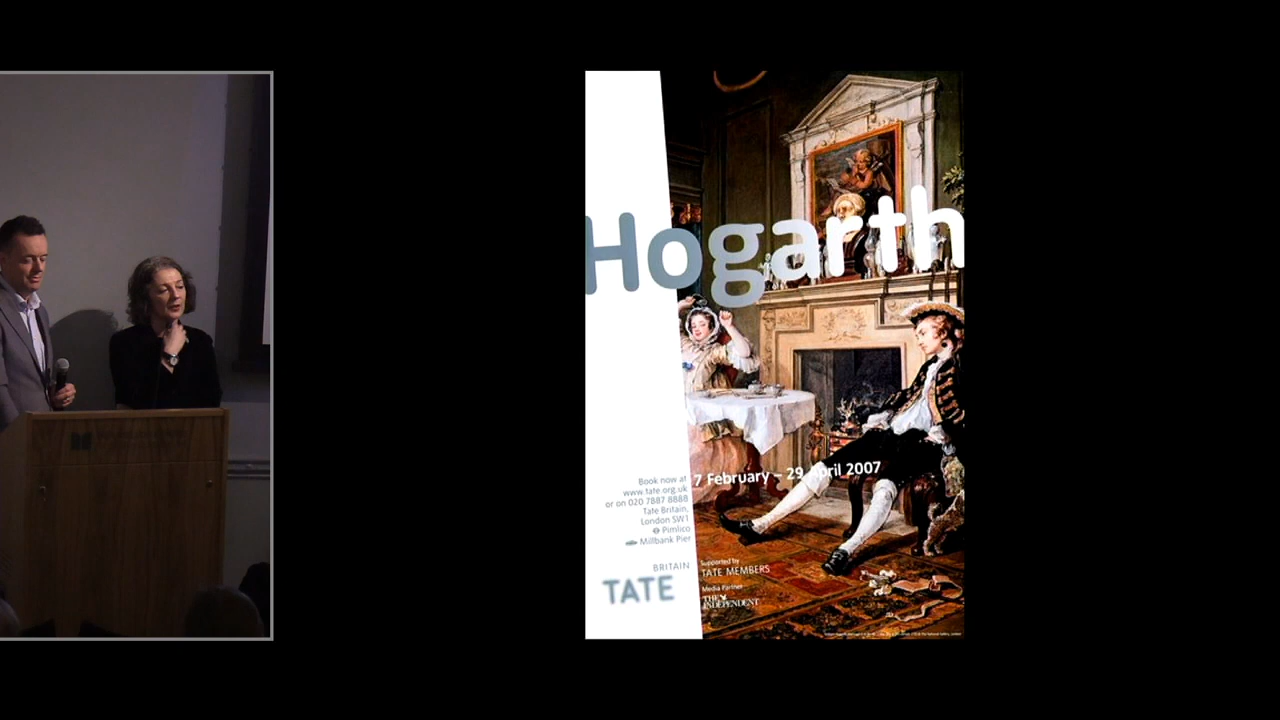 Hogarth
7 February – 29 April 2007
Book now at
www.tate.org.uk
or on 020 7887 8888
Tate Britain,
London SW1
Pimlico
Millbank Pier
BRITAIN
TATE
Supported by
TATE MEMBERS
Media Partner
THE
INDEPENDENT